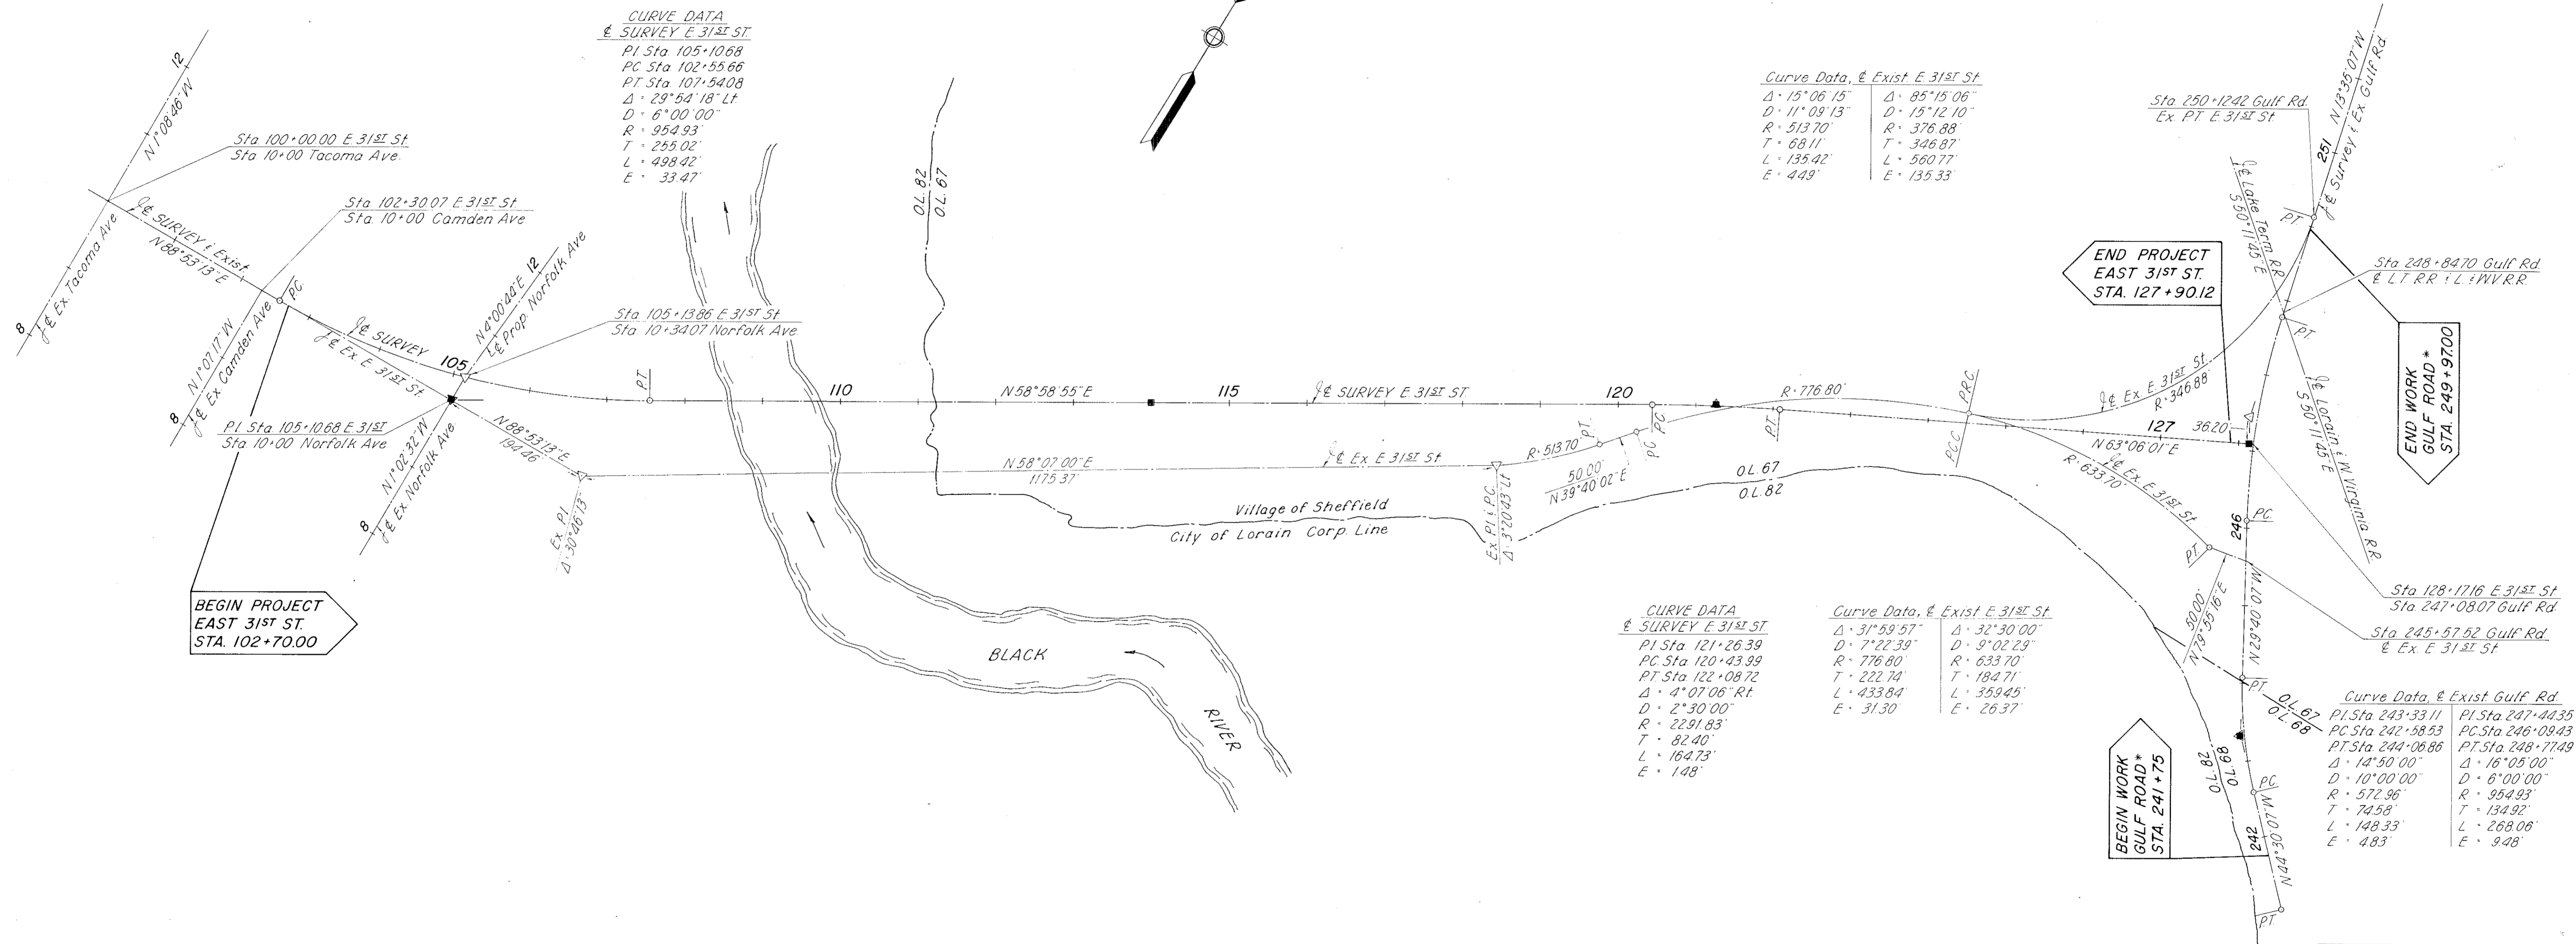 CURVE DATA
₵ SURVEY E. 31ST ST.
P.I. Sta. 105+10.68
P.C. Sta. 102+55.66
P.T. Sta. 107+54.08
Δ = 29°54'18" Lt.
D = 6°00'00"
R = 954.93'
T = 255.02'
L = 498.42'
E = 33.47'
Curve Data, ₵ Exist. E. 31ST St.
Δ = 15°06'15" Δ = 85°15'06"
D = 11°09'13" D = 15°12'10"
R = 513.70' R = 376.88'
T = 68.11' T = 346.87'
L = 135.42' L = 560.77'
E = 4.49' E = 135.33'
12
N 1°08'46" W
Sta. 100+00.00 E. 31ST St.
Sta. 10+00 Tacoma Ave.
₵ SURVEY & Exist.
N 88°53'13" E
8
₵ Ex. Tacoma Ave.
Sta. 102+30.07 E. 31ST St.
Sta. 10+00 Camden Ave.
P.C.
N 1°07'17" W
8
₵ Ex. Camden Ave.
₵ SURVEY
105
₵ Ex. E. 31ST St.
N 4°00'44" E 12
₵ Prop. Norfolk Ave.
Sta. 105+13.86 E. 31ST St.
Sta. 10+34.07 Norfolk Ave.
P.I. Sta. 105+10.68 E. 31ST
Sta. 10+00 Norfolk Ave.
N 1°02'32" W
8
₵ Ex. Norfolk Ave.
N 88°53'13" E
194.46'
Ex. P.I.
Δ = 30°46'13"
P.T.
110
O.L. 82
O.L. 67
N 58°58'55" E
115
₵ SURVEY E. 31ST ST.
120
N 58°07'00" E
1175.37'
₵ Ex. E. 31ST St.
Village of Sheffield
City of Lorain Corp. Line
Ex. P.I. & P.C.
Δ = 3°20'43" Lt.
R = 513.70'
P.T.
50.00'
N 39°40'02" E
P.C.
P.C.
O.L. 67
O.L. 82
P.T.
R = 776.80'
P.R.C.
P.C.C.
₵ Ex. E. 31ST St.
R = 346.88'
127
N 63°06'01" E
36.20
₵ Ex. E. 31ST St.
R = 633.70'
P.T.
BEGIN PROJECT
EAST 31ST ST.
STA. 102+70.00
BLACK
RIVER
END PROJECT
EAST 31ST ST.
STA. 127+90.12
Sta. 250+12.42 Gulf Rd.
Ex. P.T. E. 31ST St.
251
N 13°35'07" W
₵ Survey & Ex. Gulf Rd.
P.T.
₵ Lake Term. R.R.
S 50°11'45" E
Sta. 248+84.70 Gulf Rd.
₵ L.T. R.R. & L. & W.V. R.R.
P.T.
END WORK
GULF ROAD*
STA. 249+97.00
₵ Lorain & W. Virginia R.R.
S 50°11'45" E
246
P.C.
Sta. 128+17.16 E. 31ST St.
Sta. 247+08.07 Gulf Rd.
Sta. 245+57.52 Gulf Rd.
₵ Ex. E. 31ST St.
50.00'
N 79°55'16" E
N 29°40'07" W
P.T.
O.L. 67
O.L. 68
O.L. 82
O.L. 68
P.C.
242
N 44°30'07" W
P.T.
BEGIN WORK
GULF ROAD*
STA. 241+75
CURVE DATA
₵ SURVEY E. 31ST ST.
P.I. Sta. 121+26.39
P.C. Sta. 120+43.99
P.T. Sta. 122+08.72
Δ = 4°07'06" Rt.
D = 2°30'00"
R = 2291.83'
T = 82.40'
L = 164.73'
E = 1.48'
Curve Data, ₵ Exist. E. 31ST St.
Δ = 31°59'57" Δ = 32°30'00"
D = 7°22'39" D = 9°02'29"
R = 776.80' R = 633.70'
T = 222.74' T = 184.71'
L = 433.84' L = 359.45'
E = 31.30' E = 26.37'
Curve Data, ₵ Exist. Gulf Rd.
P.I. Sta. 243+33.11 P.I. Sta. 247+44.35
P.C. Sta. 242+58.53 P.C. Sta. 246+09.43
P.T. Sta. 244+06.86 P.T. Sta. 248+77.49
Δ = 14°50'00" Δ = 16°05'00"
D = 10°00'00" D = 6°00'00"
R = 572.96' R = 954.93'
T = 74.58' T = 134.92'
L = 148.33' L = 268.06'
E = 4.83' E = 9.48'